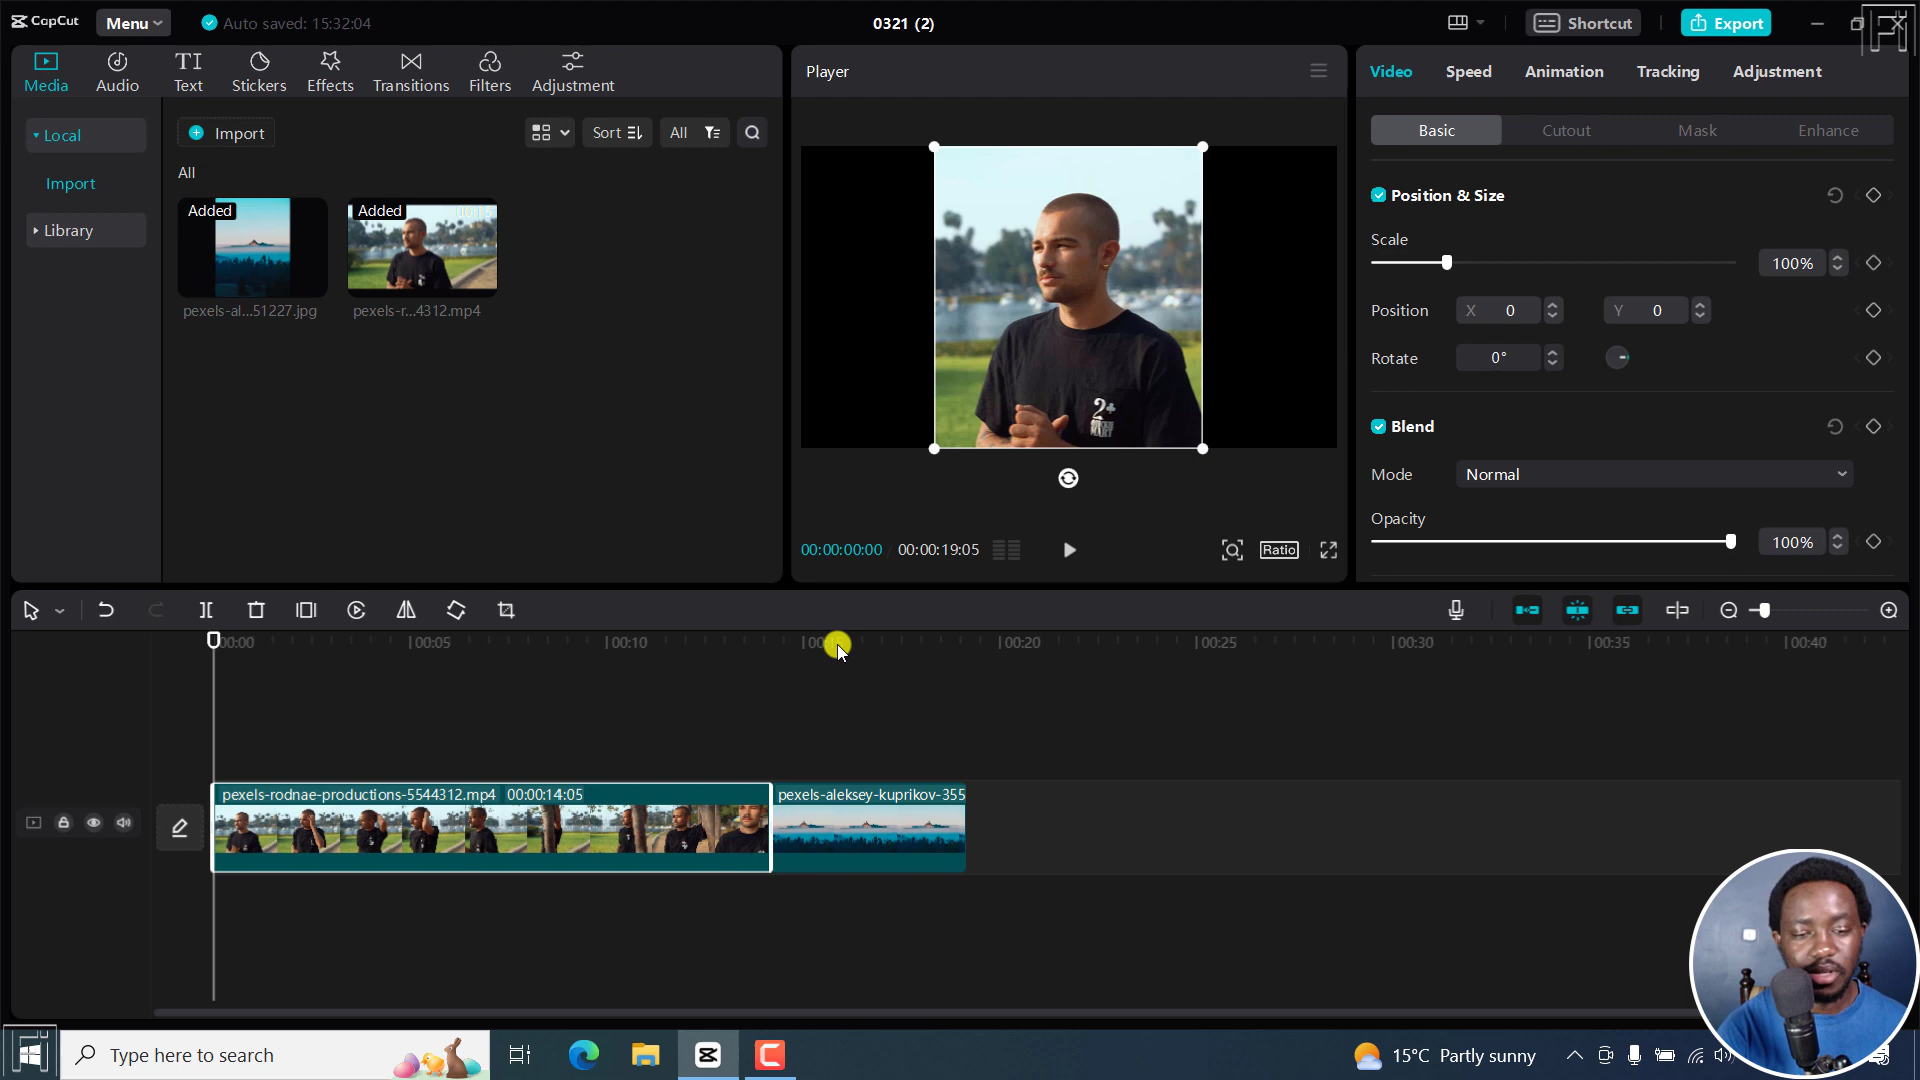 CapCut
Menu
Auto saved: 15:32:04
0321 (2)
Shortcut
Export
Media
Audio
Text
Stickers
Effects
Transitions
Filters
Adjustment
Local
Import
Library
Import
Sort
All
All
Added
pexels-al...51227.jpg
Added
pexels-r...4312.mp4
Player
00:00:00:00
00:00:19:05
Ratio
Video
Speed
Animation
Tracking
Adjustment
Basic
Cutout
Mask
Enhance
Position & Size
Scale
100%
Position
X 0
Y 0
Rotate
0°
Blend
Mode
Normal
Opacity
100%
00:00
00:05
00:10
00:20
00:25
00:30
00:35
00:40
pexels-rodnae-productions-5544312.mp4 00:00:14:05
pexels-aleksey-kuprikov-355
Type here to search
15°C Partly sunny